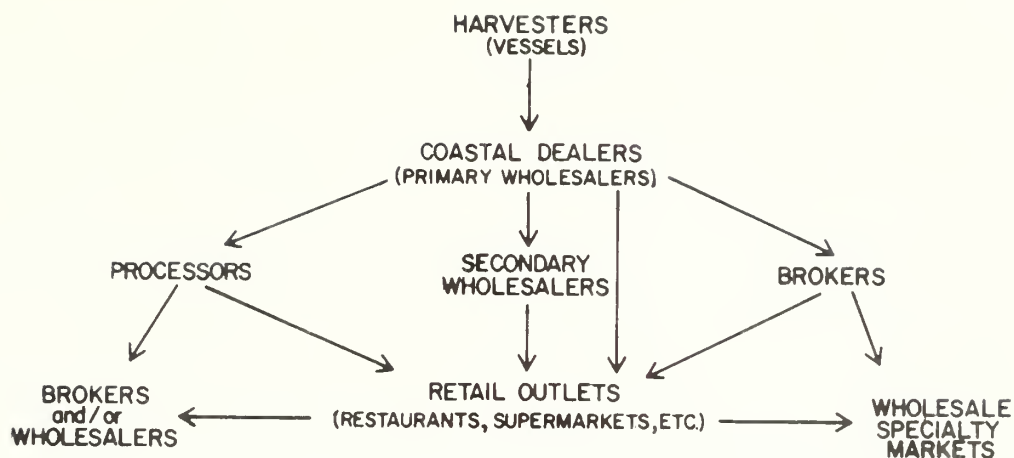 HARVESTERS
(VESSELS)
COASTAL DEALERS
(PRIMARY WHOLESALERS)
PROCESSORS
SECONDARY
WHOLESALERS
BROKERS
BROKERS
and/or
WHOLESALERS
RETAIL OUTLETS
(RESTAURANTS, SUPERMARKETS, ETC.)
WHOLESALE
SPECIALTY
MARKETS